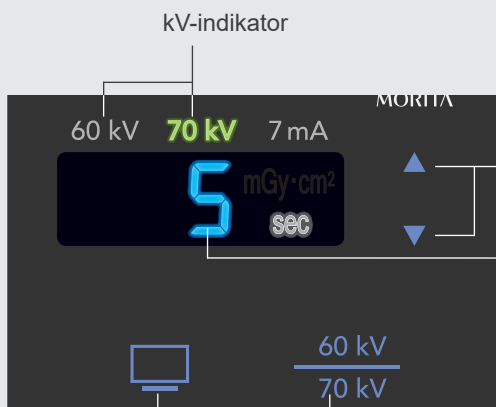 kV-indikator
MORITA
60 kV 70 kV 7 mA
5 mGy·cm²
sec
60 kV
70 kV